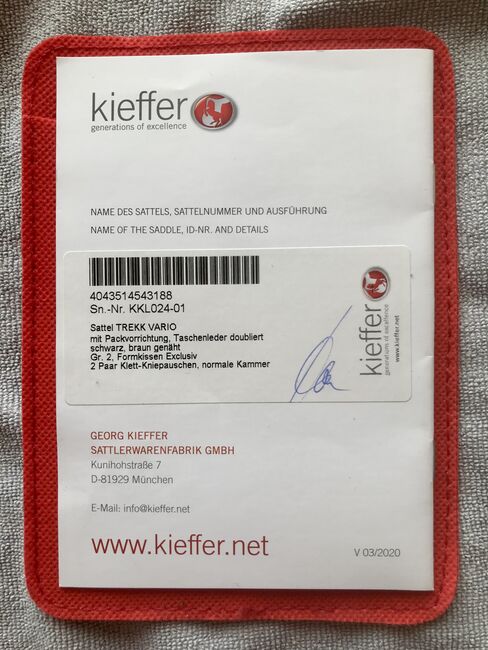 kieffer
generations of excellence
NAME DES SATTELS, SATTELNUMMER UND AUSFÜHRUNG
NAME OF THE SADDLE, ID-NR. AND DETAILS
4043514543188
Sn.-Nr. KKL024-01
Sattel TREKK VARIO
mit Packvorrichtung, Taschenleder doubliert
schwarz, braun genäht
Gr. 2, Formkissen Exclusiv
2 Paar Klett-Kniepauschen, normale Kammer
kieffer
generations of excellence
www.kieffer.net
GEORG KIEFFER
SATTLERWARENFABRIK GMBH
Kunihohstraße 7
D-81929 München
E-Mail: info@kieffer.net
www.kieffer.net
V 03/2020